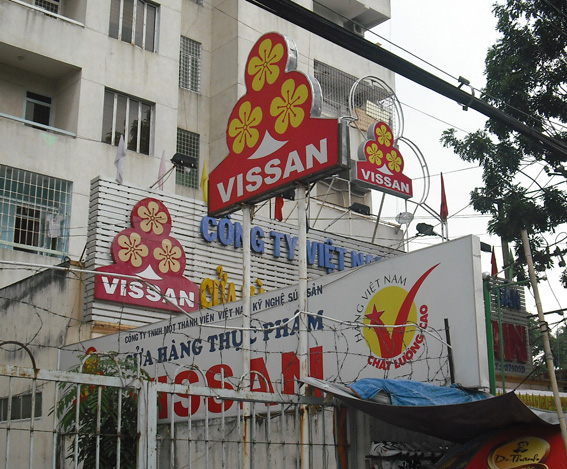 VISSAN
VISSAN
VISSAN
CÔNG TY VIỆT NAM
CỬA
CÔNG TY TNHH MỘT THÀNH VIÊN VIỆT NAM KỸ NGHỆ SÚC SẢN
CỬA HÀNG THỰC PHẨM
VISSAN
HÀNG VIỆT NAM
CHẤT LƯỢNG CAO